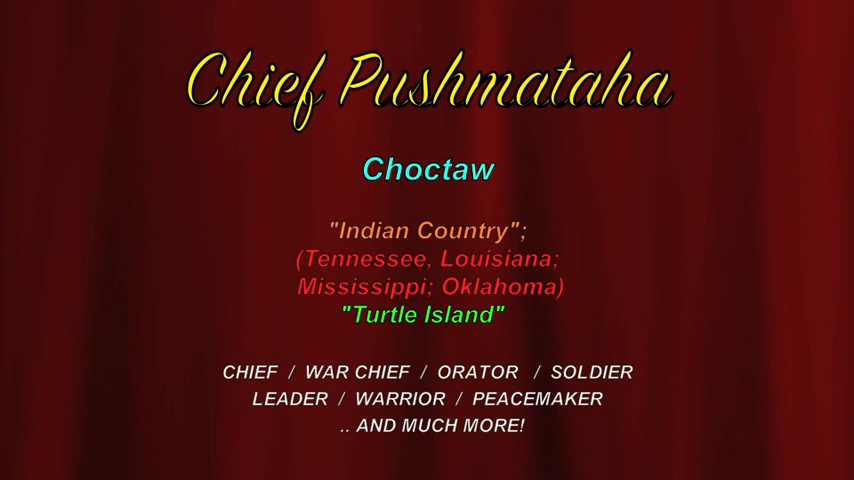 Chief Pushmataha
Choctaw
"Indian Country";
(Tennessee, Louisiana;
Mississippi; Oklahoma)
"Turtle Island"
CHIEF / WAR CHIEF / ORATOR / SOLDIER
LEADER / WARRIOR / PEACEMAKER
.. AND MUCH MORE!